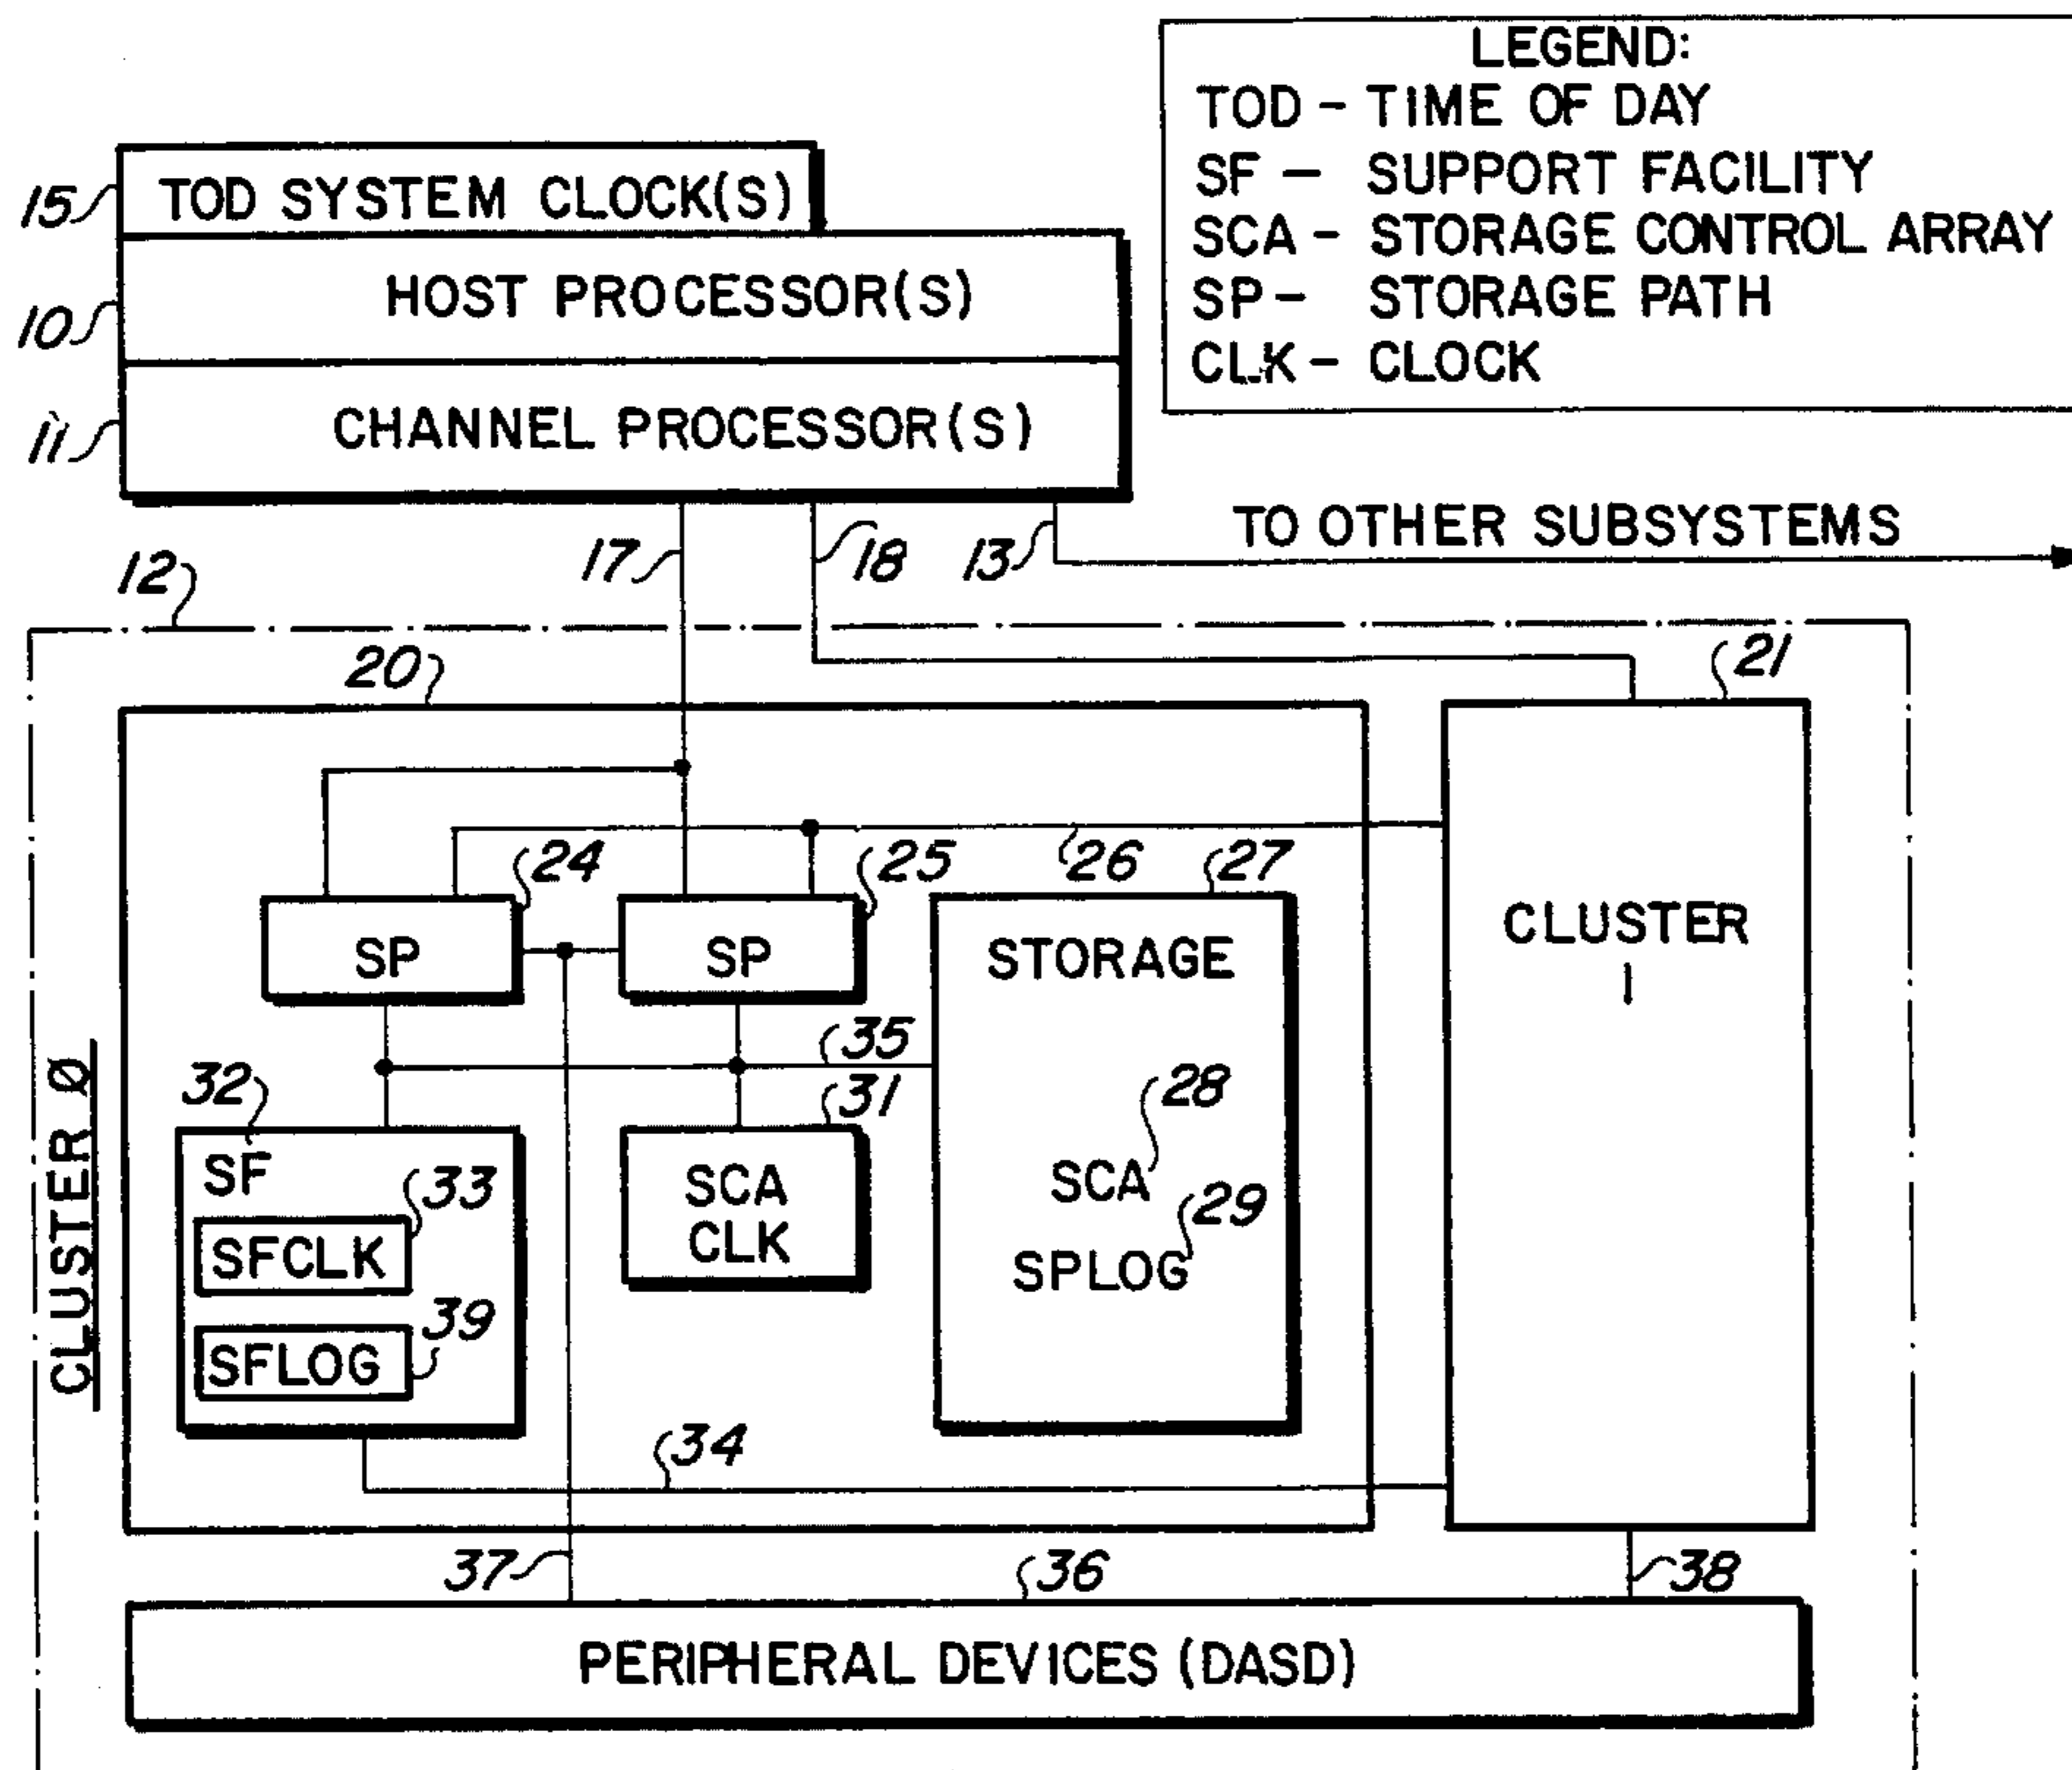 LEGEND:
TOD - TIME OF DAY
SF - SUPPORT FACILITY
SCA - STORAGE CONTROL ARRAY
SP - STORAGE PATH
CLK - CLOCK
15
TOD SYSTEM CLOCK(S)
10
HOST PROCESSOR(S)
11
CHANNEL PROCESSOR(S)
17
18
13
TO OTHER SUBSYSTEMS
12
20
21
24
25
26
27
SP
SP
STORAGE
CLUSTER
1
35
CLUSTER Ø
32
31
28
SF
33
SCA
CLK
SCA
29
SFCLK
SPLOG
39
SFLOG
34
37
36
38
PERIPHERAL DEVICES (DASD)